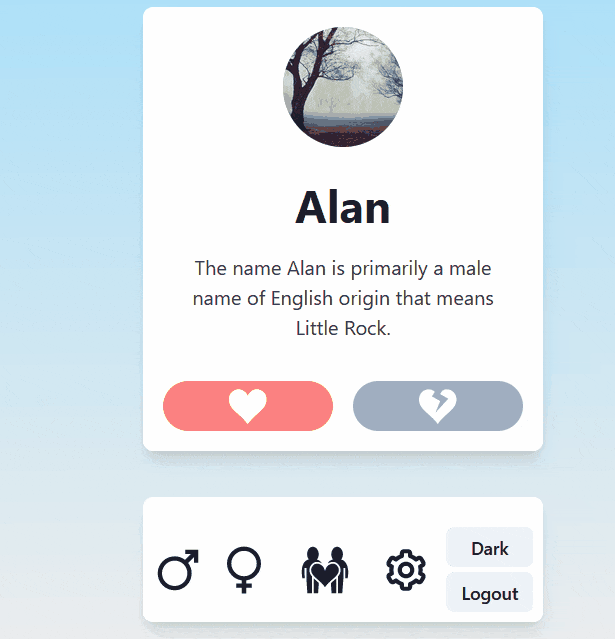 Alan
The name Alan is primarily a male
name of English origin that means
Little Rock.
Dark
Logout